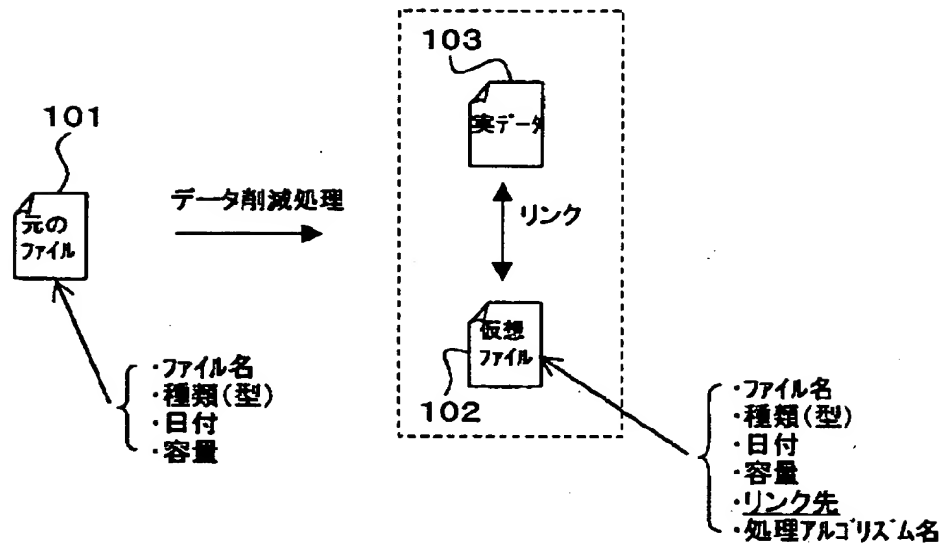 101
元の
ファイル
・ファイル名
・種類(型)
・日付
・容量
データ削減処理
103
実データ
リンク
仮想
ファイル
102
・ファイル名
・種類(型)
・日付
・容量
・リンク先
・処理アルゴリズム名